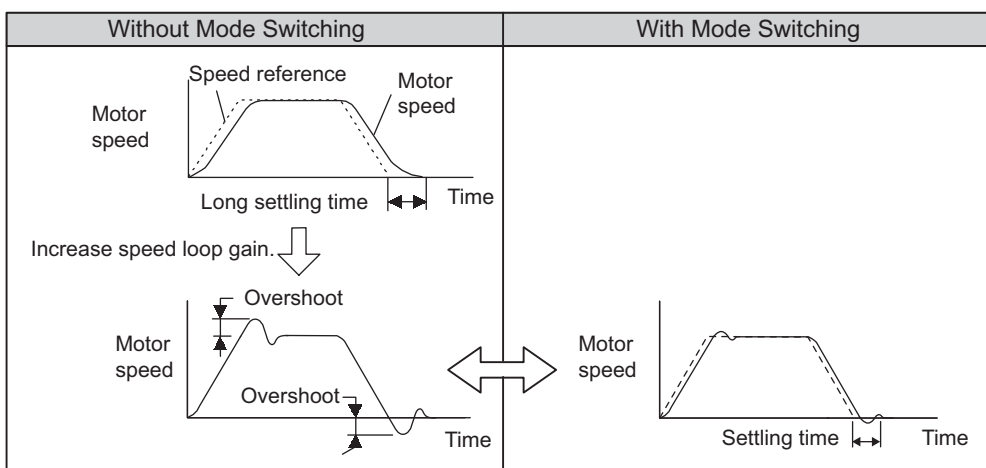 Without Mode Switching
With Mode Switching
Speed reference
Motor
speed
Motor
speed
Long settling time
Time
Increase speed loop gain.
Overshoot
Motor
speed
Overshoot
Time
Motor
speed
Settling time
Time